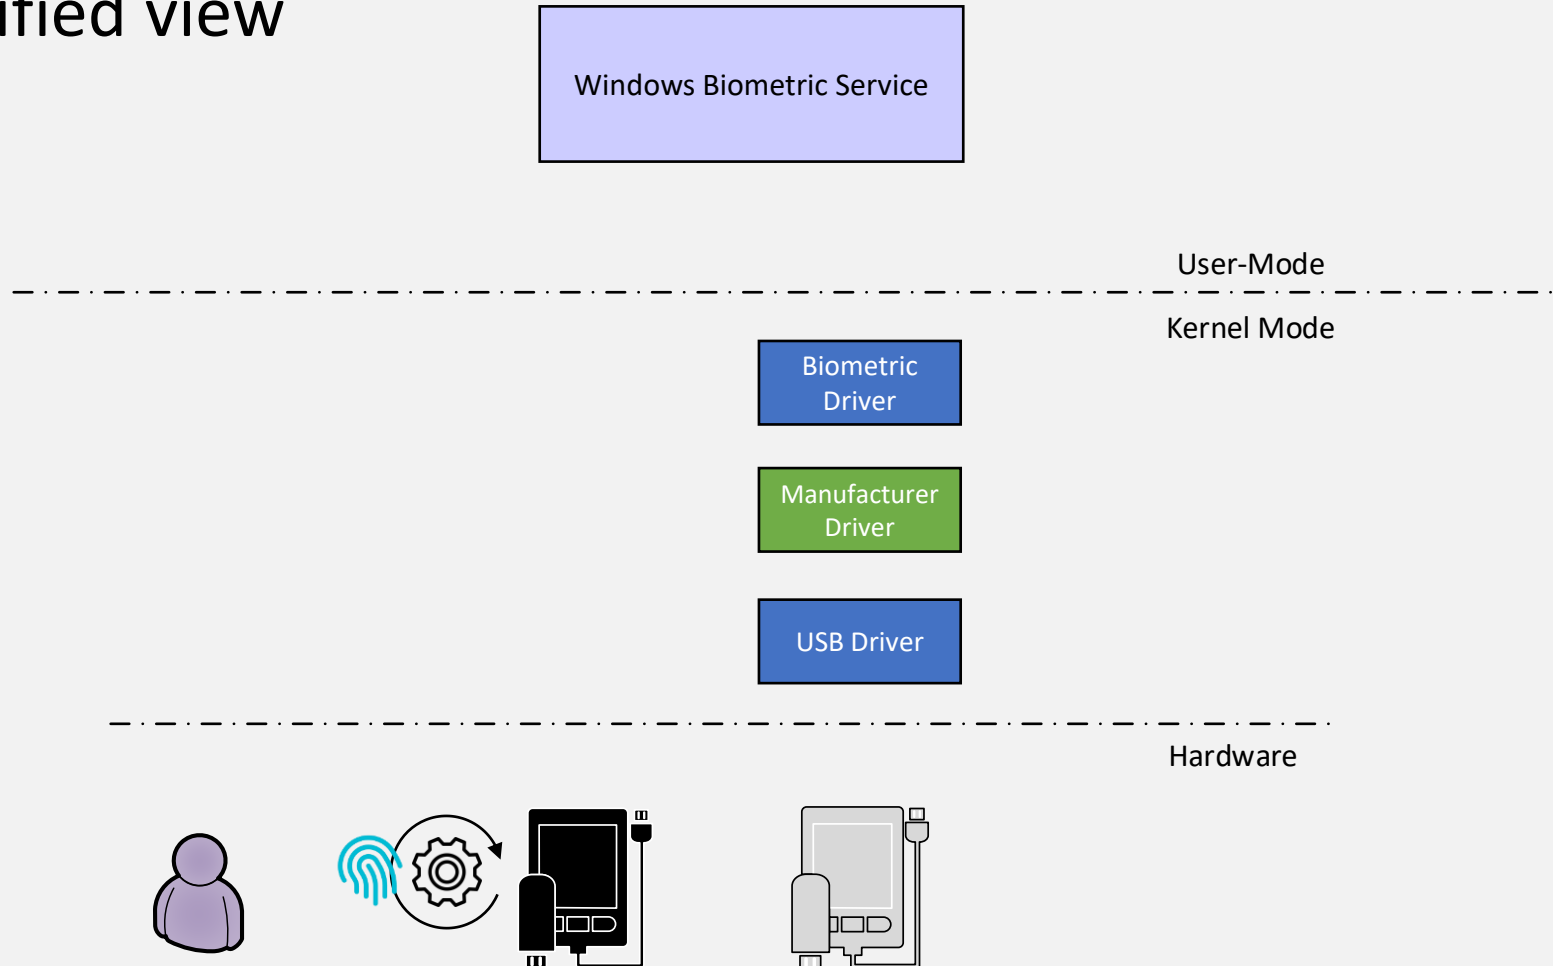 ified view
Windows Biometric Service
User-Mode
Kernel Mode
Biometric
Driver
Manufacturer
Driver
USB Driver
Hardware